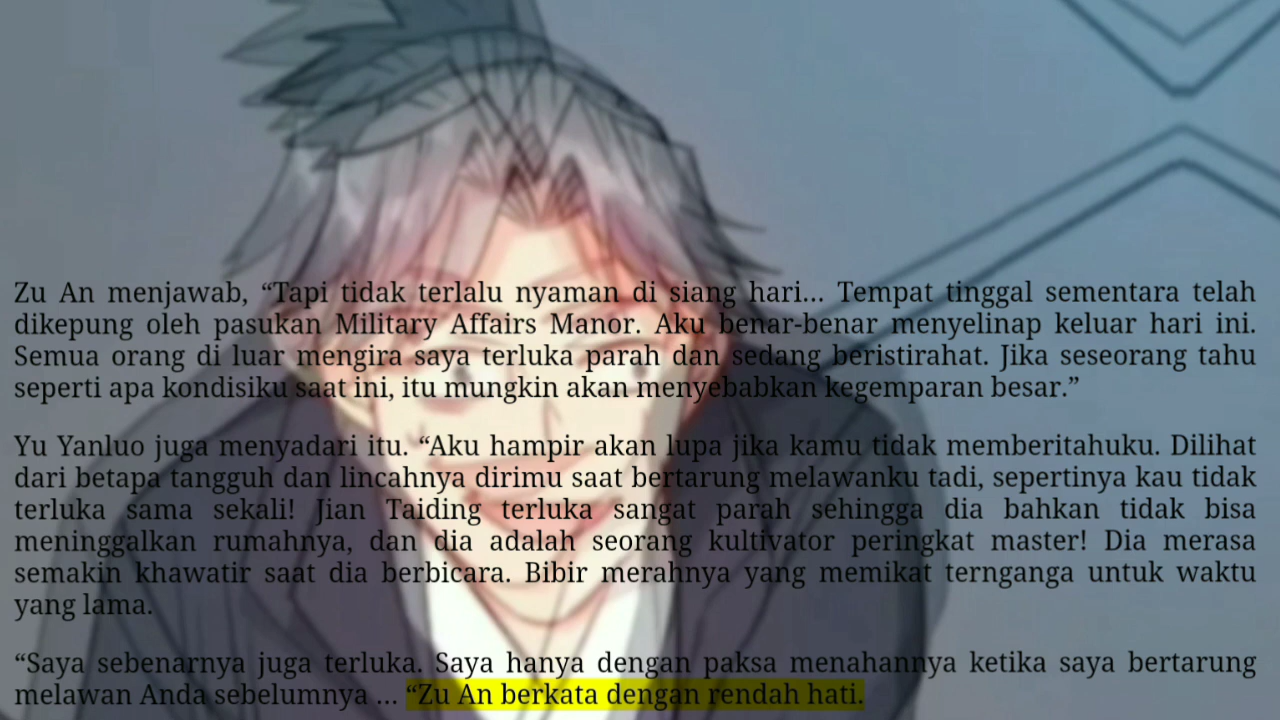 Zu An menjawab, “Tapi tidak terlalu nyaman di siang hari... Tempat tinggal sementara telah
dikepung oleh pasukan Military Affairs Manor. Aku benar-benar menyelinap keluar hari ini.
Semua orang di luar mengira saya terluka parah dan sedang beristirahat. Jika seseorang tahu
seperti apa kondisiku saat ini, itu mungkin akan menyebabkan kegemparan besar.”
Yu Yanluo juga menyadari itu. “Aku hampir akan lupa jika kamu tidak memberitahuku. Dilihat
dari betapa tangguh dan lincahnya dirimu saat bertarung melawanku tadi, sepertinya kau tidak
terluka sama sekali! Jian Taiding terluka sangat parah sehingga dia bahkan tidak bisa
meninggalkan rumahnya, dan dia adalah seorang kultivator peringkat master! Dia merasa
semakin khawatir saat dia berbicara. Bibir merahnya yang memikat ternganga untuk waktu
yang lama.
“Saya sebenarnya juga terluka. Saya hanya dengan paksa menahannya ketika saya bertarung
melawan Anda sebelumnya ... “Zu An berkata dengan rendah hati.